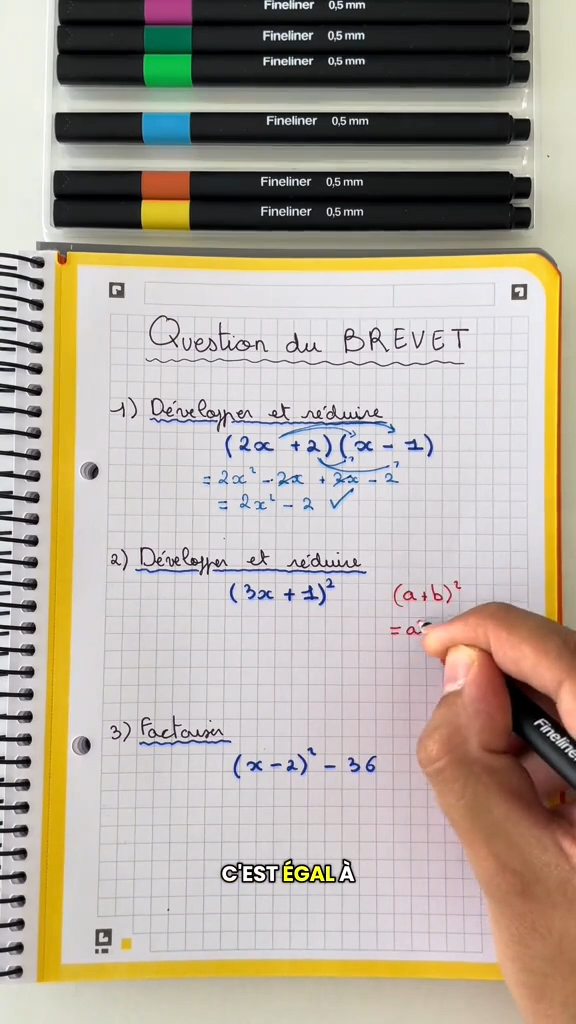 Fineliner 0,5 mm
Fineliner 0,5 mm
Fineliner 0,5 mm
Fineliner 0,5 mm
Fineliner 0,5 mm
Fineliner 0,5 mm
Question du BREVET
1) Développer et réduire
(2x + 2)(x - 1)
= 2x² - 2x + 2x - 2
= 2x² - 2 ✓
2) Développer et réduire
(3x + 1)²
(a + b)²
= a²
Fineliner
3) Factoriser
(x - 2)² - 36
C'EST ÉGAL À